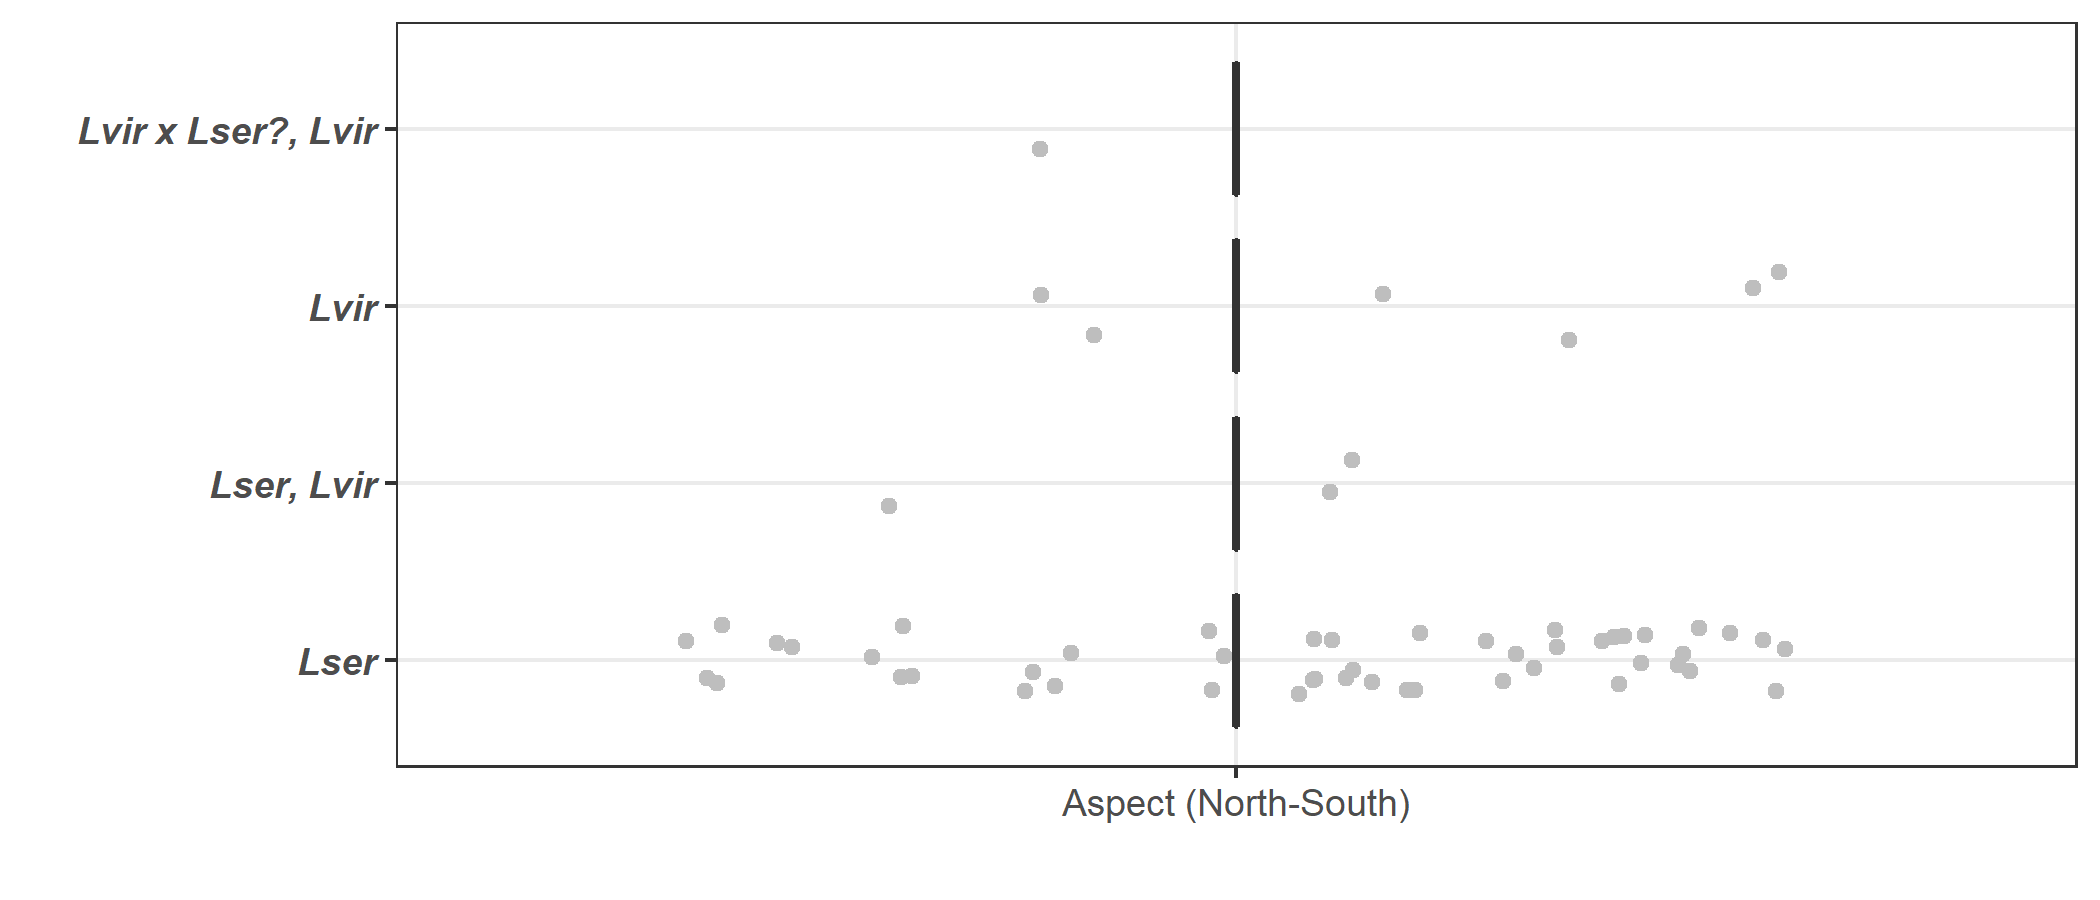 Lvir x Lser?, Lvir
Lvir
Lser, Lvir
Lser
Aspect (North-South)